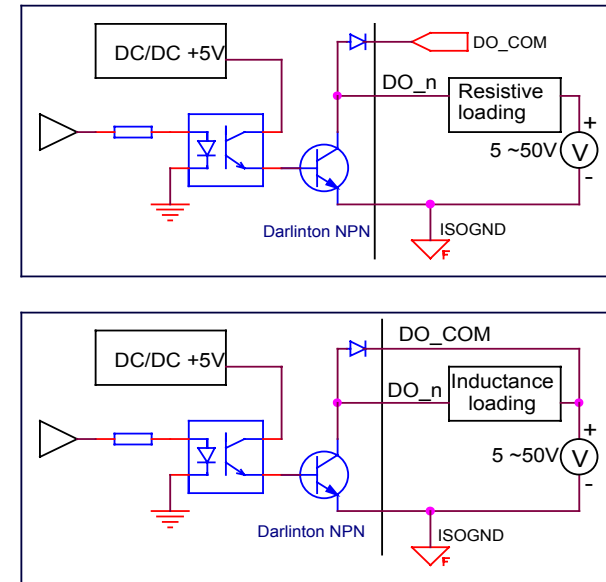 DC/DC +5V
DO_COM
DO_n
Resistive
loading
+
5 ~50V
V
-
Darlinton NPN
ISOGND
F
DC/DC +5V
DO_COM
DO_n
Inductance
loading
+
5 ~50V
V
-
Darlinton NPN
ISOGND
F